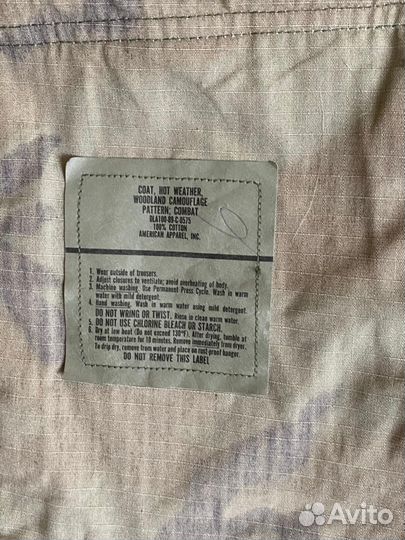 COAT, HOT WEATHER,
WOODLAND CAMOUFLAGE
PATTERN, COMBAT
DLA100-89-C-0575
100% COTTON
AMERICAN APPAREL, INC.
1. Wear outside of trousers.
2. Adjust closures to ventilate; avoid overheating of body.
3. Machine washing. Use Permanent Press Cycle. Wash in warm
water with mild detergent.
4. Hand washing. Wash in warm water using mild detergent.
DO NOT WRING OR TWIST. Rinse in clean warm water.
5. DO NOT USE CHLORINE BLEACH OR STARCH.
6. Dry at low heat (Do not exceed 130°F). After drying, tumble at
room temperature for 10 minutes. Remove immediately from dryer.
To drip dry, remove from water and place on rust-proof hanger.
DO NOT REMOVE THIS LABEL
Avito